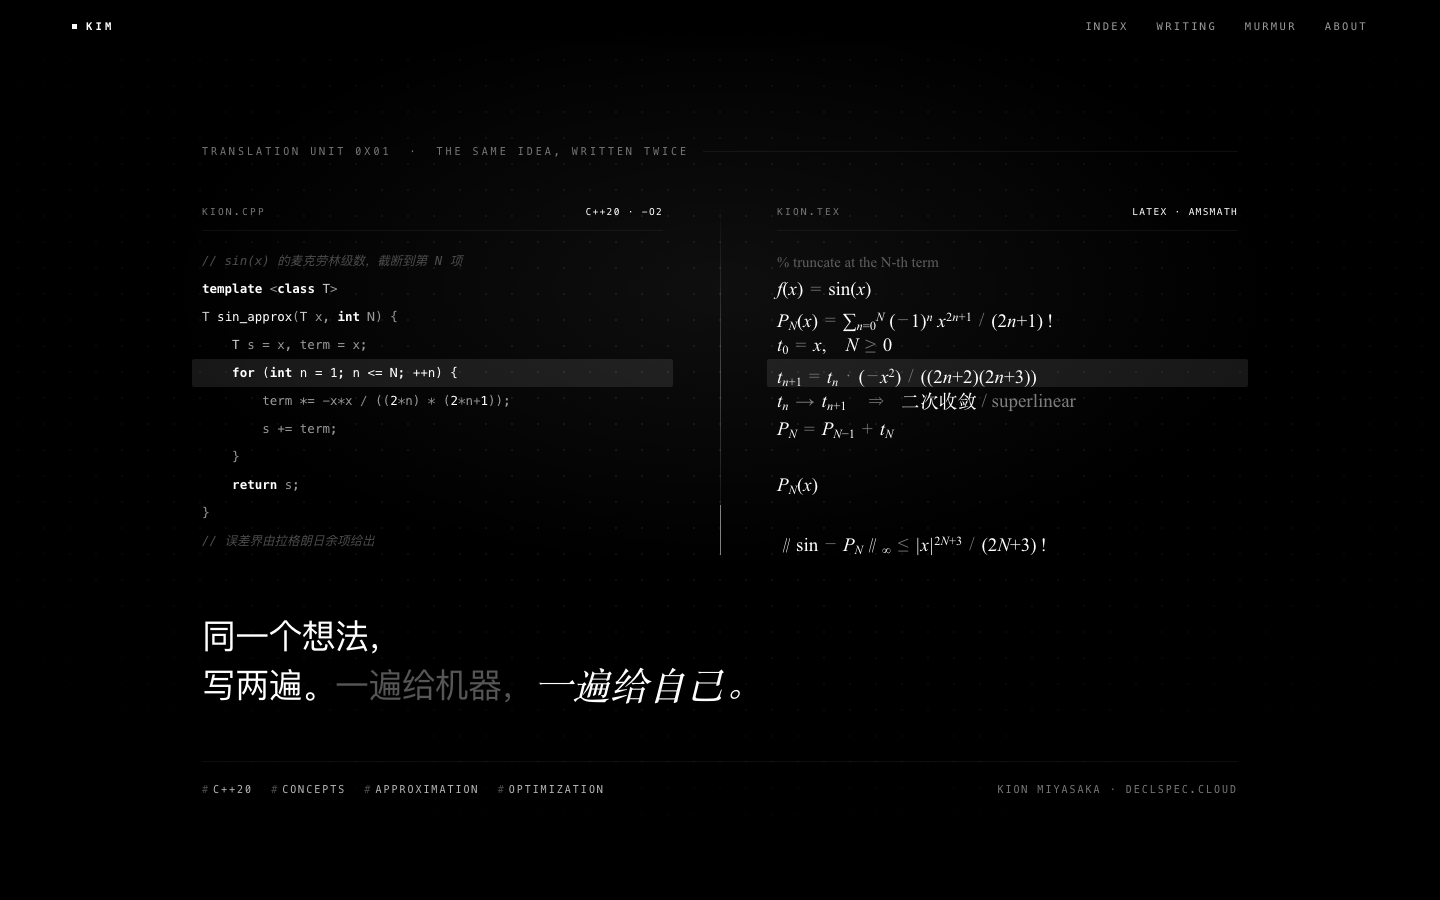 KIM
INDEX WRITING MURMUR ABOUT
TRANSLATION UNIT 0X01 · THE SAME IDEA, WRITTEN TWICE
KION.CPP C++20 · −O2
// sin(x) 的麦克劳林级数，截断到第 N 项
template <class T>
T sin_approx(T x, int N) {
T s = x, term = x;
for (int n = 1; n <= N; ++n) {
term *= −x*x / ((2*n) * (2*n+1));
s += term;
}
return s;
}
// 误差界由拉格朗日余项给出
KION.TEX LATEX · AMSMATH
% truncate at the N-th term
f(x) = sin(x)
P_N(x) = ∑_{n=0}^N (−1)^n x^{2n+1} / (2n+1) !
t_0 = x, N ≥ 0
t_{n+1} = t_n · (−x^2) / ((2n+2)(2n+3))
t_n → t_{n+1} ⇒ 二次收敛 / superlinear
P_N = P_{N−1} + t_N
P_N(x)
∥ sin − P_N ∥_∞ ≤ |x|^{2N+3} / (2N+3) !
同一个想法，
写两遍。一遍给机器，一遍给自己。
# C++20 # CONCEPTS # APPROXIMATION # OPTIMIZATION
KION MIYASAKA · DECLSPEC.CLOUD